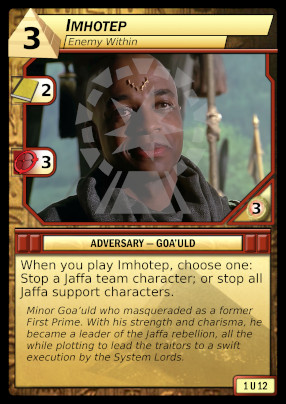 3
IMHOTEP
Enemy Within
2
3
3
ADVERSARY — GOA'ULD
When you play Imhotep, choose one:
Stop a Jaffa team character; or stop all
Jaffa support characters.
Minor Goa'uld who masqueraded as a former
First Prime. With his strength and charisma, he
became a leader of the Jaffa rebellion, all the
while plotting to lead the traitors to a swift
execution by the System Lords.
1 U 12